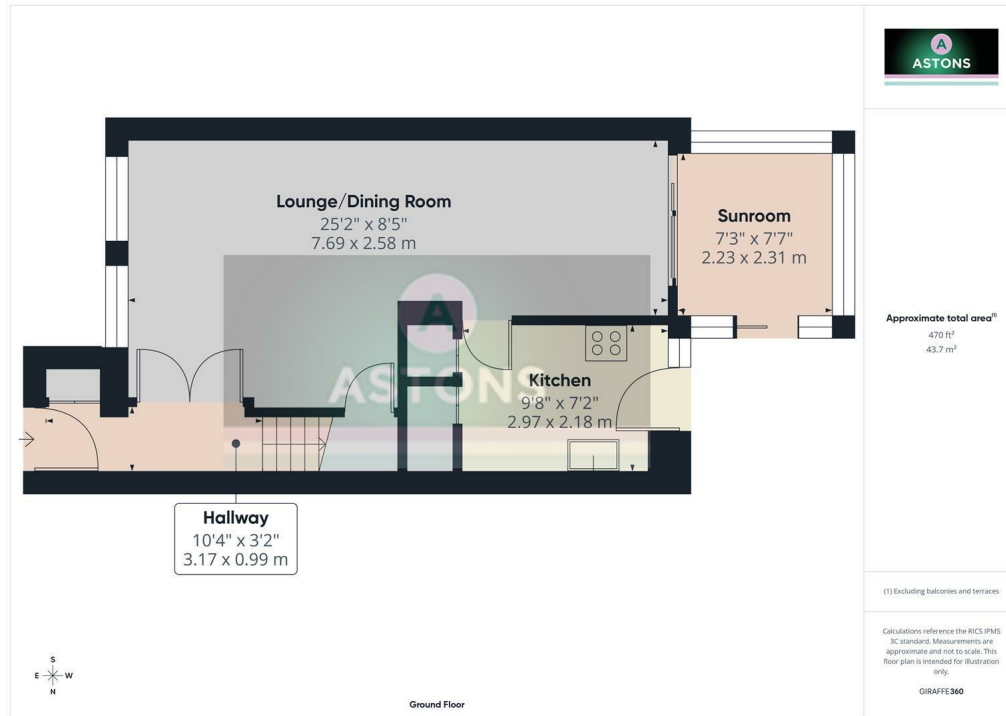 A
ASTONS
Lounge/Dining Room
25'2" x 8'5"
7.69 x 2.58 m
Sunroom
7'3" x 7'7"
2.23 x 2.31 m
A
ASTONS
Kitchen
9'8" x 7'2"
2.97 x 2.18 m
Hallway
10'4" x 3'2"
3.17 x 0.99 m
Approximate total area(1)
470 ft²
43.7 m²
(1) Excluding balconies and terraces
Calculations reference the RICS IPMS
3C standard. Measurements are
approximate and not to scale. This
floor plan is intended for illustration
only.
GIRAFFE360
S
E W
N
Ground Floor